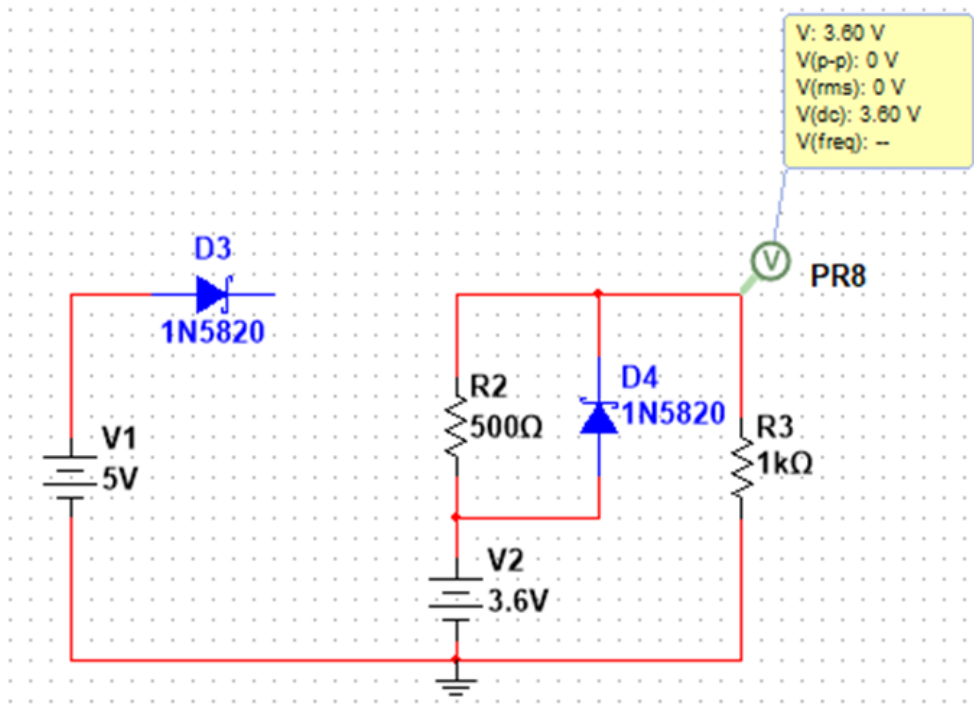 V: 3.60 V
V(p-p): 0 V
V(rms): 0 V
V(dc): 3.60 V
V(freq): --
D3
1N5820
V
PR8
R2
500Ω
D4
1N5820
R3
1kΩ
V1
5V
V2
3.6V